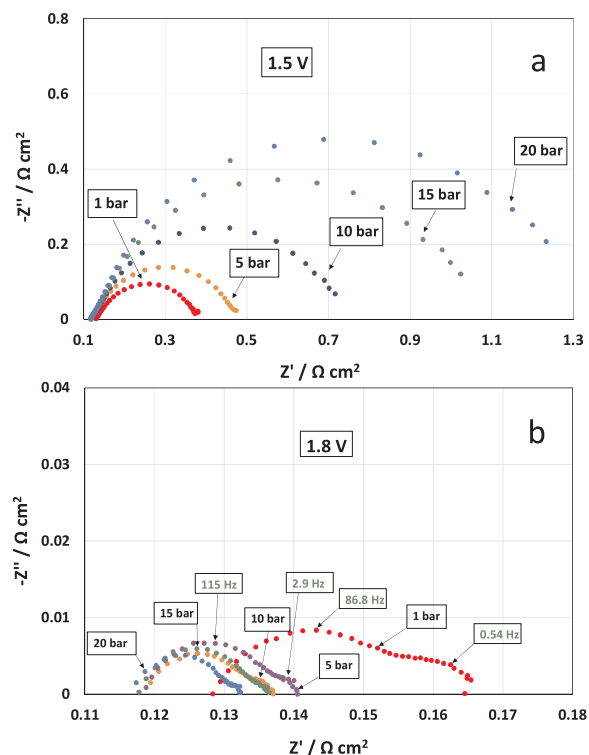 0.8
1.5 V
a
0.6
-Z'' / Ω cm²
20 bar
1 bar
15 bar
0.4
10 bar
5 bar
0.2
0
0.1 0.3 0.5 0.7 0.9 1.1 1.3
Z' / Ω cm²
0.04
1.8 V
b
0.03
-Z'' / Ω cm²
0.02
115 Hz
2.9 Hz
86.8 Hz
0.01
15 bar
10 bar
1 bar
0.54 Hz
20 bar
5 bar
0
0.11 0.12 0.13 0.14 0.15 0.16 0.17 0.18
Z' / Ω cm²